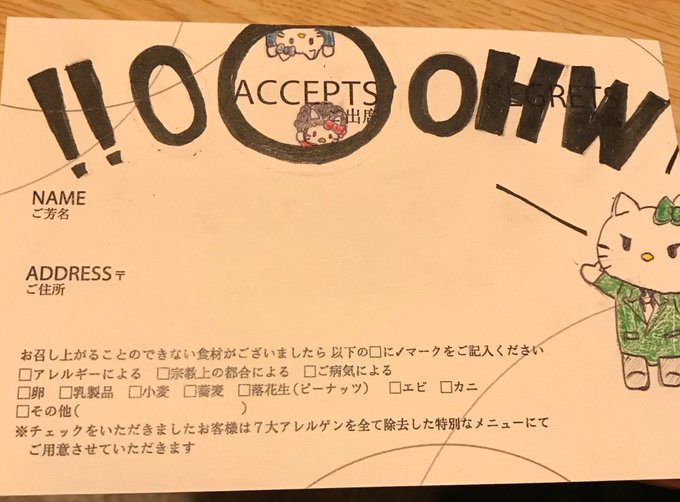 !!OOOHW
ACCEPTS REGRETS
出席
NAME
ご芳名
ADDRESS 〒
ご住所
お召し上がることのできない食材がございましたら 以下の□に✓マークをご記入ください
□アレルギーによる □宗教上の都合による □ご病気による
□卵 □乳製品 □小麦 □蕎麦 □落花生(ピーナッツ) □エビ □カニ
□その他( )
※チェックをいただきましたお客様は7大アレルゲンを全て除去した特別なメニューにて
ご用意させていただきます